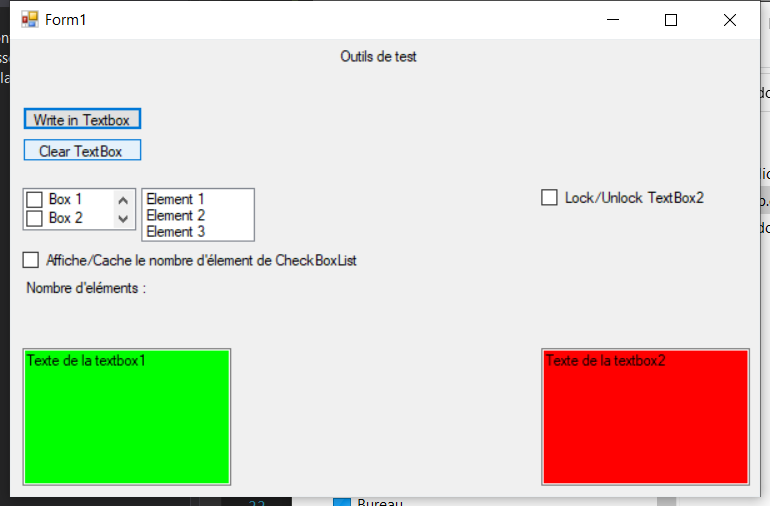 Form1
Outils de test
Write in Textbox
Clear TextBox
Box 1
Box 2
Element 1
Element 2
Element 3
Lock/Unlock TextBox2
Affiche/Cache le nombre d'élement de CheckBoxList
Nombre d'eléments :
Texte de la textbox1
Texte de la textbox2
Bureau